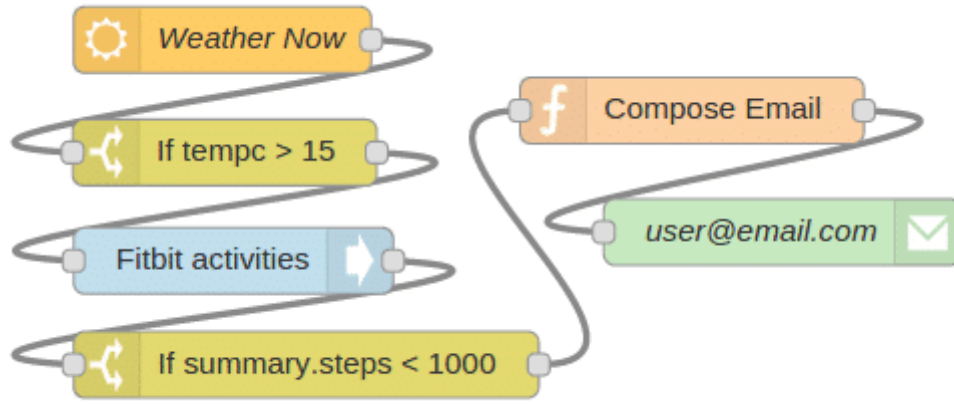 Weather Now
If tempc > 15
Fitbit activities
If summary.steps < 1000
Compose Email
user@email.com